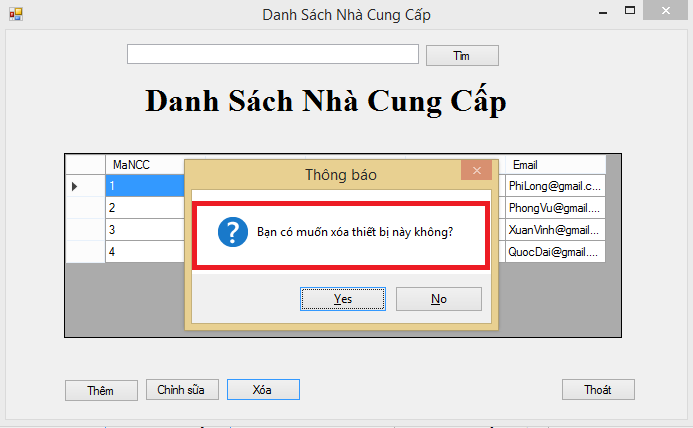 Danh Sách Nhà Cung Cấp
Tìm
Danh Sách Nhà Cung Cấp
MaNCC
Email
1
PhiLong@gmail.c...
2
PhongVu@gmail....
3
XuanVinh@gmail....
4
QuocDai@gmail....
Thông báo
Bạn có muốn xóa thiết bị này không?
Yes
No
Thêm
Chỉnh sũa
Xóa
Thoát